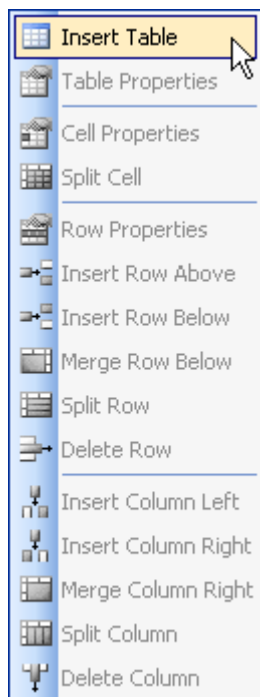 Insert Table
Table Properties
Cell Properties
Split Cell
Row Properties
Insert Row Above
Insert Row Below
Merge Row Below
Split Row
Delete Row
Insert Column Left
Insert Column Right
Merge Column Right
Split Column
Delete Column